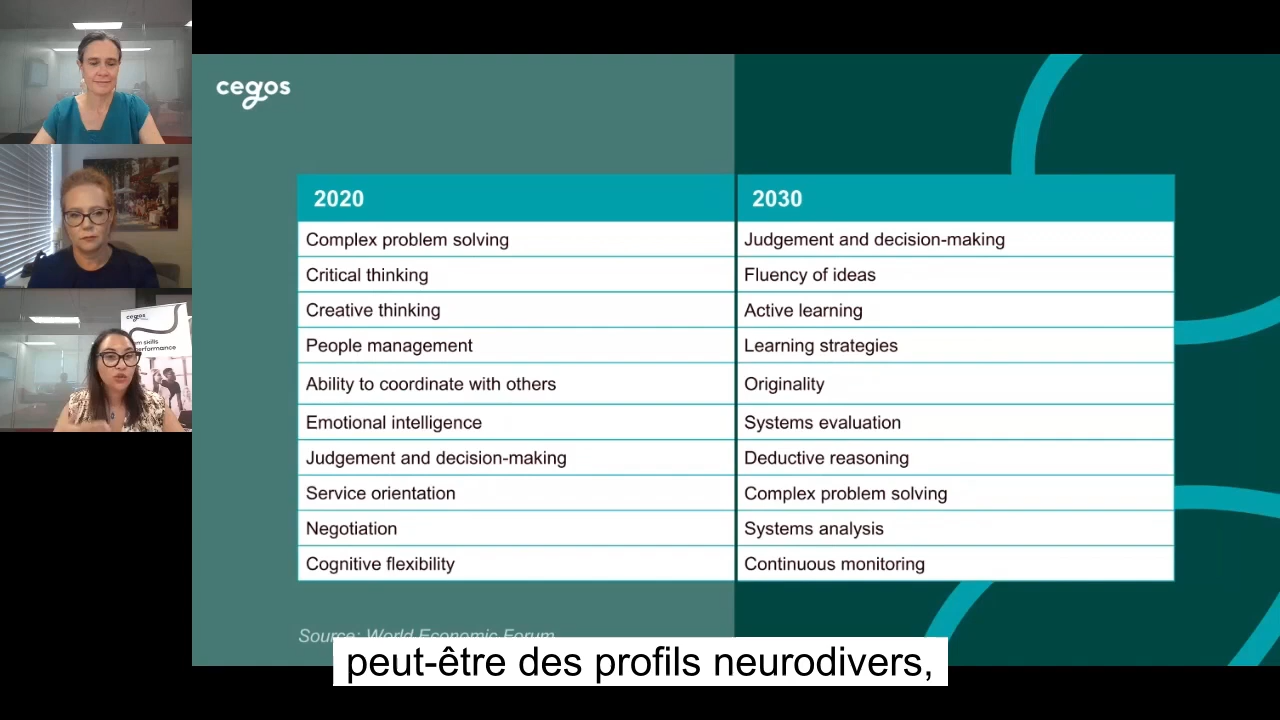 cegos
2020
2030
Complex problem solving
Judgement and decision-making
Critical thinking
Fluency of ideas
Creative thinking
Active learning
People management
Learning strategies
Ability to coordinate with others
Originality
Emotional intelligence
Systems evaluation
Judgement and decision-making
Deductive reasoning
Service orientation
Complex problem solving
Negotiation
Systems analysis
Cognitive flexibility
Continuous monitoring
Source: World Economic Forum
peut-être des profils neurodivers,
cegos
skills
performance